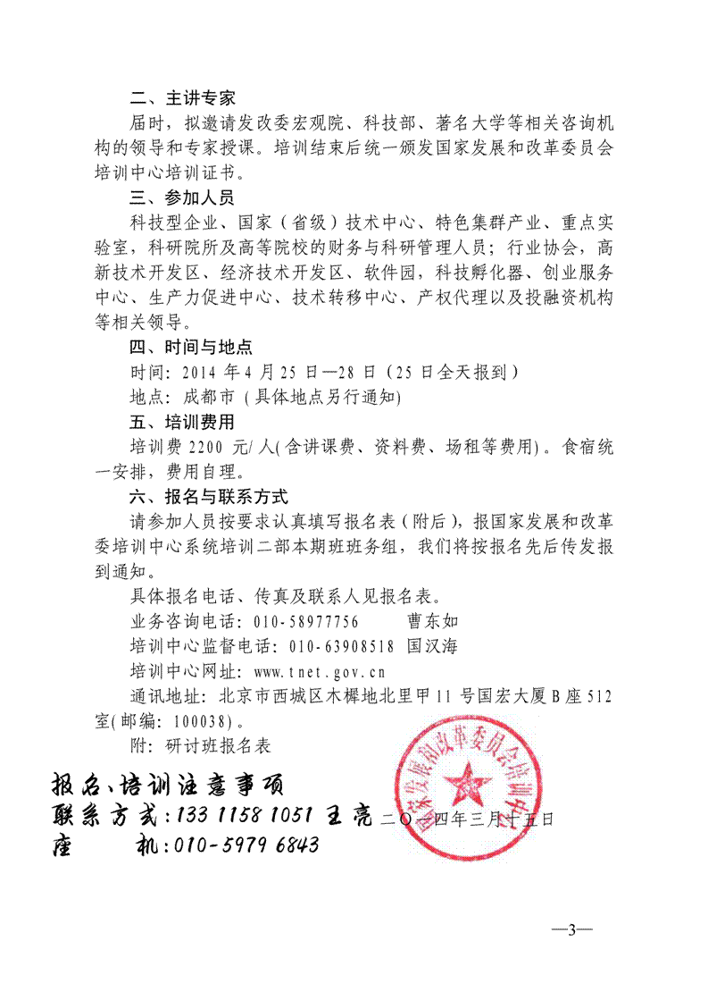 二、主讲专家
届时，拟邀请发改委宏观院、科技部、著名大学等相关咨询机
构的领导和专家授课。培训结束后统一颁发国家发展和改革委员会
培训中心培训证书。
三、参加人员
科技型企业、国家（省级）技术中心、特色集群产业、重点实
验室，科研院所及高等院校的财务与科研管理人员；行业协会，高
新技术开发区、经济技术开发区、软件园，科技孵化器、创业服务
中心、生产力促进中心、技术转移中心、产权代理以及投融资机构
等相关领导。
四、时间与地点
时间：2014 年 4 月 25 日—28 日（25 日全天报到）
地点：成都市 (具体地点另行通知)
五、培训费用
培训费 2200 元/人(含讲课费、资料费、场租等费用)。食宿统
一安排，费用自理。
六、报名与联系方式
请参加人员按要求认真填写报名表（附后），报国家发展和改革
委培训中心系统培训二部本期班班务组，我们将按报名先后传发报
到通知。
具体报名电话、传真及联系人见报名表。
业务咨询电话：010-58977756 曹东如
培训中心监督电话：010-63908518 国汉海
培训中心网址：www.tnet.gov.cn
通讯地址：北京市西城区木樨地北里甲 11 号国宏大厦 B 座 512
室(邮编：100038)。
附：研讨班报名表
国家发展和改革委员会培训中心
报名、培训注意事项
联系方式:133 1158 1051 王亮
二〇一四年三月十五日
座 机:010-5979 6843
—3—